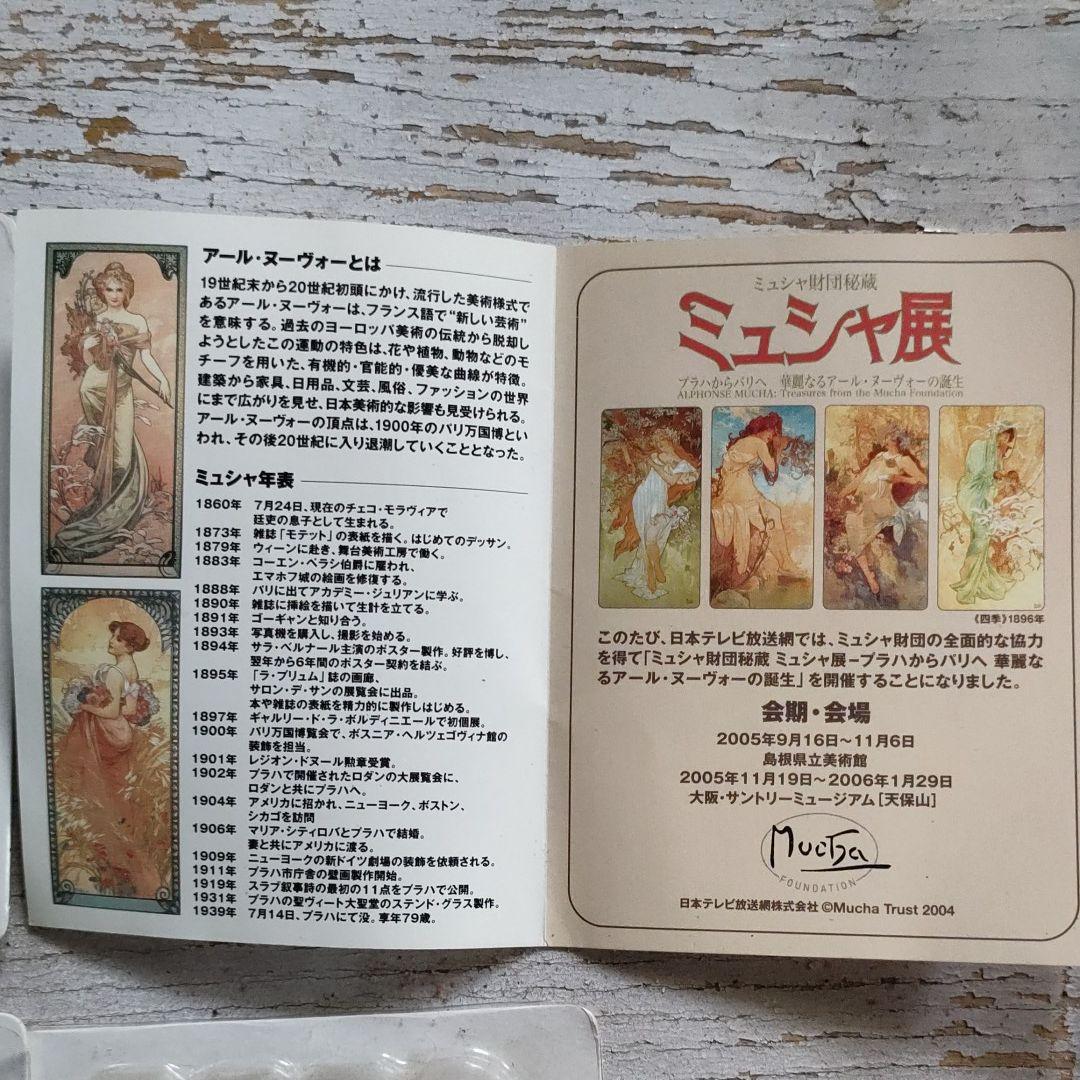 アール・ヌーヴォーとは
19世紀末から20世紀初頭にかけ、流行した美術様式で
あるアール・ヌーヴォーは、フランス語で“新しい芸術”
を意味する。過去のヨーロッパ美術の伝統から脱却し
ようとしたこの運動の特色は、花や植物、動物などのモ
チーフを用いた、有機的・官能的・優美な曲線が特徴。
建築から家具、日用品、文芸、風俗、ファッションの世界
にまで広がりを見せ、日本美術的な影響も見受けられる。
アール・ヌーヴォーの頂点は、1900年のパリ万国博とい
われ、その後20世紀に入り退潮していくこととなった。
ミュシャ年表
1860年 7月24日、現在のチェコ・モラヴィアで
廷吏の息子として生まれる。
1873年 雑誌「モテット」の表紙を描く。はじめてのデッサン。
1879年 ウィーンに赴き、舞台美術工房で働く。
1883年 コーエン・ベラシ伯爵に雇われ、
エマホフ城の絵画を修復する。
1888年 パリに出てアカデミー・ジュリアンに学ぶ。
1890年 雑誌に挿絵を描いて生計を立てる。
1891年 ゴーギャンと知り合う。
1893年 写真機を購入し、撮影を始める。
1894年 サラ・ベルナール主演のポスター製作。好評を博し、
翌年から6年間のポスター契約を結ぶ。
1895年 「ラ・プリュム」誌の画廊、
サロン・デ・サンの展覧会に出品。
本や雑誌の表紙を精力的に製作しはじめる。
1897年 ギャルリー・ド・ラ・ボルディニエールで初個展。
1900年 パリ万国博覧会で、ボスニア・ヘルツェゴヴィナ館の
装飾を担当。
1901年 レジオン・ドヌール勲章受賞。
1902年 プラハで開催されたロダンの大展覧会に、
ロダンと共にプラハへ。
1904年 アメリカに招かれ、ニューヨーク、ボストン、
シカゴを訪問
1906年 マリア・シティロバとプラハで結婚。
妻と共にアメリカに渡る。
1909年 ニューヨークの新ドイツ劇場の装飾を依頼される。
1911年 プラハ市庁舎の壁画製作開始。
1919年 スラブ叙事詩の最初の11点をプラハで公開。
1931年 プラハの聖ヴィート大聖堂のステンド・グラス製作。
1939年 7月14日、プラハにて没。享年79歳。
ミュシャ財団秘蔵
ミュシャ展
プラハからパリへ 華麗なるアール・ヌーヴォーの誕生
ALPHONSE MUCHA: Treasures from the Mucha Foundation
《四季》1896年
このたび、日本テレビ放送網では、ミュシャ財団の全面的な協力
を得て「ミュシャ財団秘蔵 ミュシャ展−プラハからパリへ 華麗な
るアール・ヌーヴォーの誕生」を開催することになりました。
会期・会場
2005年9月16日〜11月6日
島根県立美術館
2005年11月19日〜2006年1月29日
大阪・サントリーミュージアム[天保山]
Mucha
FOUNDATION
日本テレビ放送網株式会社 ©Mucha Trust 2004